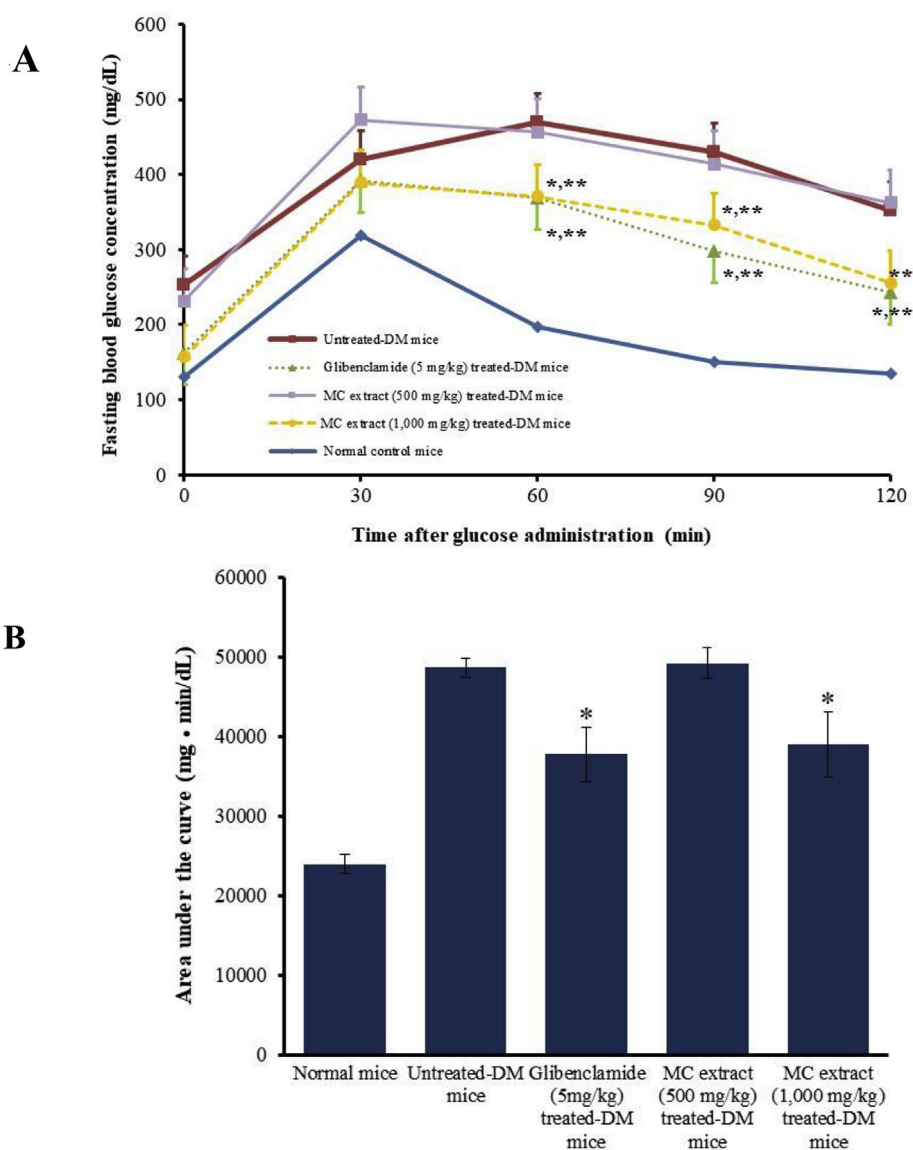 A
Fasting blood glucose concentration (mg/dL)
600
500
400
300
200
100
0
*,**
*,**
*,**
*,**
**
*,**
Untreated-DM mice
Glibenclamide (5 mg/kg) treated-DM mice
MC extract (500 mg/kg) treated-DM mice
MC extract (1,000 mg/kg) treated-DM mice
Normal control mice
0 30 60 90 120
Time after glucose administration (min)
B
Area under the curve (mg • min/dL)
60000
50000
40000
30000
20000
10000
0
*
*
Normal mice Untreated-DM Glibenclamide MC extract MC extract
mice (5mg/kg) (500 mg/kg) (1,000 mg/kg)
treated-DM treated-DM treated-DM
mice mice mice